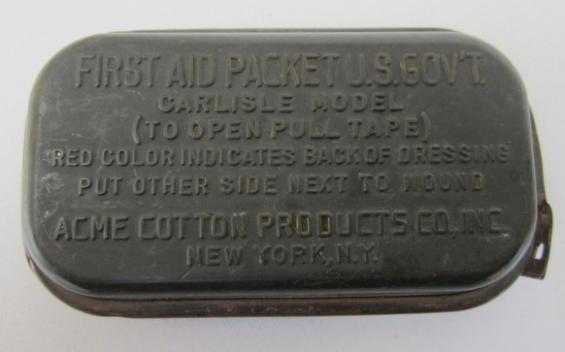 FIRST AID PACKET U.S. GOV'T.
CARLISLE MODEL
(TO OPEN PULL TAPE)
RED COLOR INDICATES BACK OF DRESSING
PUT OTHER SIDE NEXT TO WOUND
ACME COTTON PRODUCTS CO., INC.
NEW YORK, N.Y.